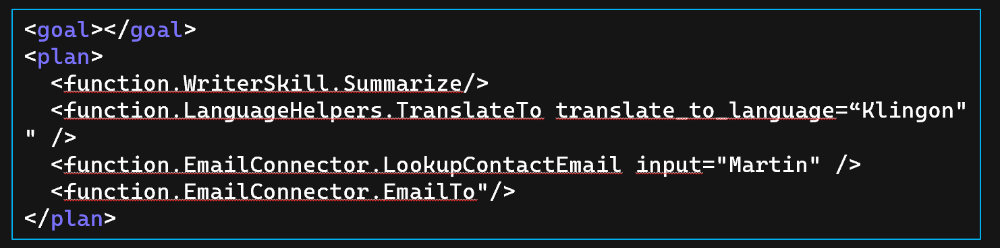 <goal></goal>
<plan>
<function.WriterSkill.Summarize/>
<function.LanguageHelpers.TranslateTo translate_to_language=“Klingon"
" />
<function.EmailConnector.LookupContactEmail input="Martin" />
<function.EmailConnector.EmailTo"/>
</plan>